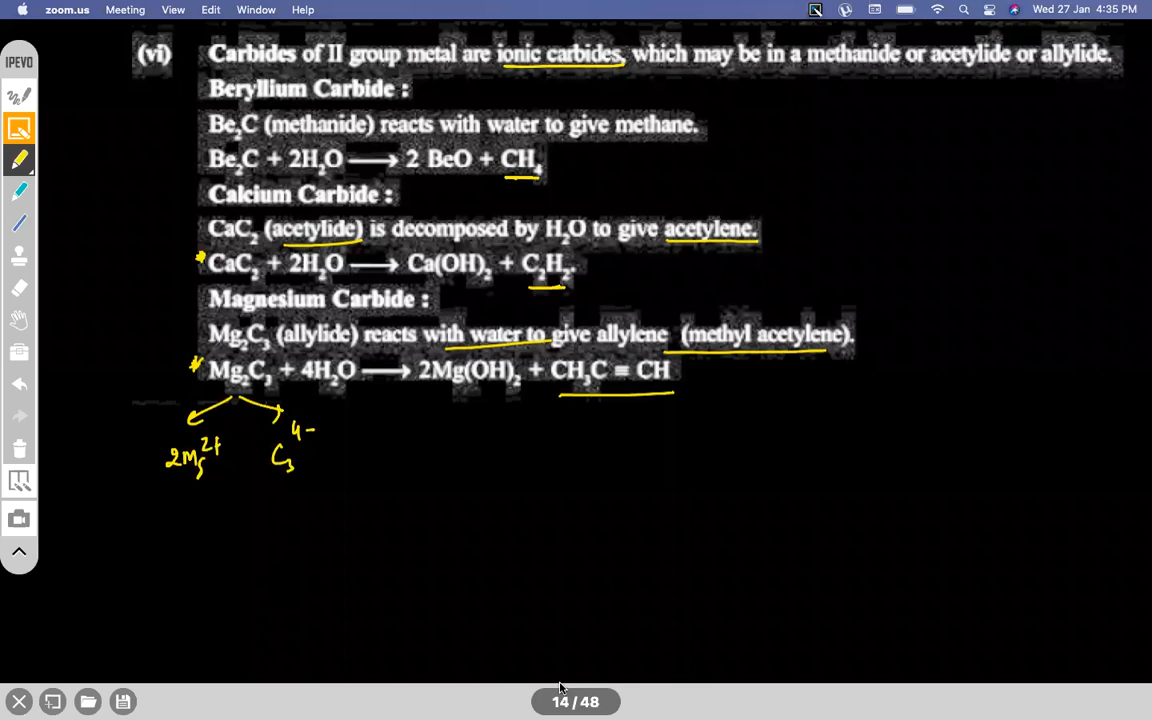 zoom.us Meeting View Edit Window Help Wed 27 Jan 4:35 PM
IPEVO
(vi) Carbides of II group metal are ionic carbides, which may be in a methanide or acetylide or allylide.
Beryllium Carbide :
Be₂C (methanide) reacts with water to give methane.
Be₂C + 2H₂O ⟶ 2 BeO + CH₄
Calcium Carbide :
CaC₂ (acetylide) is decomposed by H₂O to give acetylene.
CaC₂ + 2H₂O ⟶ Ca(OH)₂ + C₂H₂.
Magnesium Carbide :
Mg₂C₃ (allylide) reacts with water to give allylene (methyl acetylene).
Mg₂C₃ + 4H₂O ⟶ 2Mg(OH)₂ + CH₃C ≡ CH
2Mg²⁺ C₃⁴⁻
14 / 48